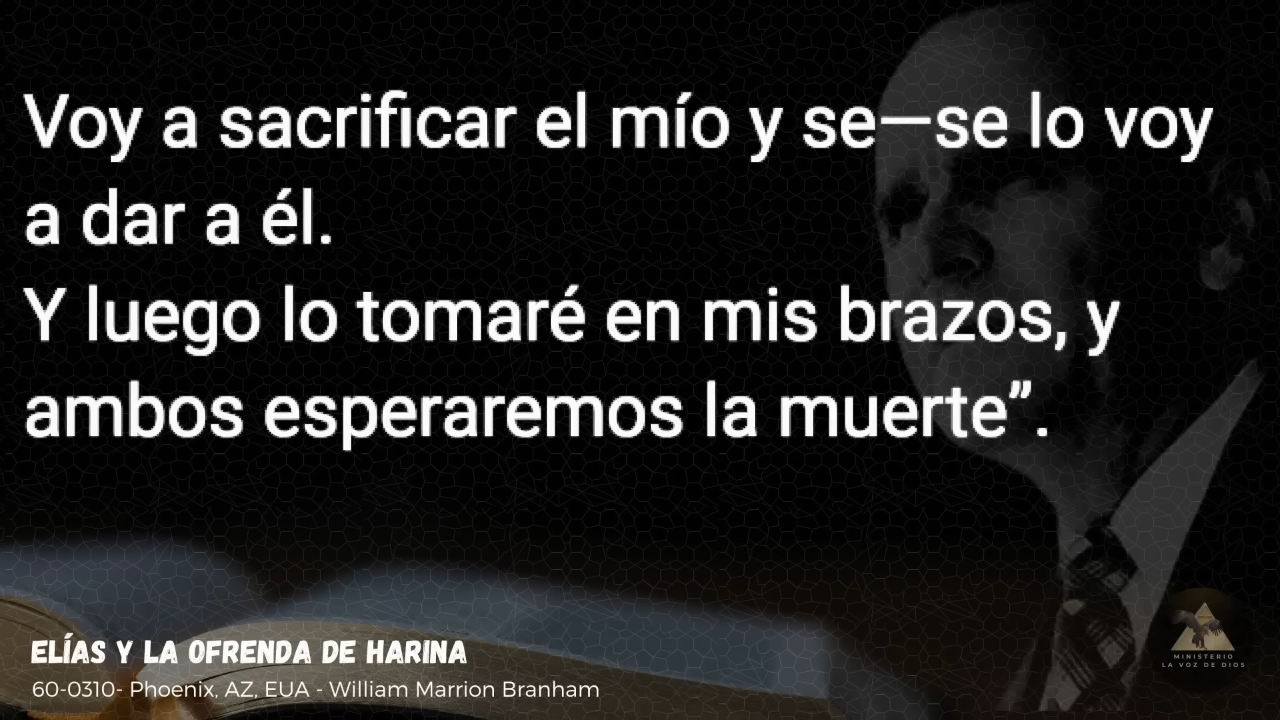 Voy a sacrificar el mío y se—se lo voy
a dar a él.
Y luego lo tomaré en mis brazos, y
ambos esperaremos la muerte”.
ELÍAS Y LA OFRENDA DE HARINA
60-0310- Phoenix, AZ, EUA - William Marrion Branham
MINISTERIO
LA VOZ DE DIOS